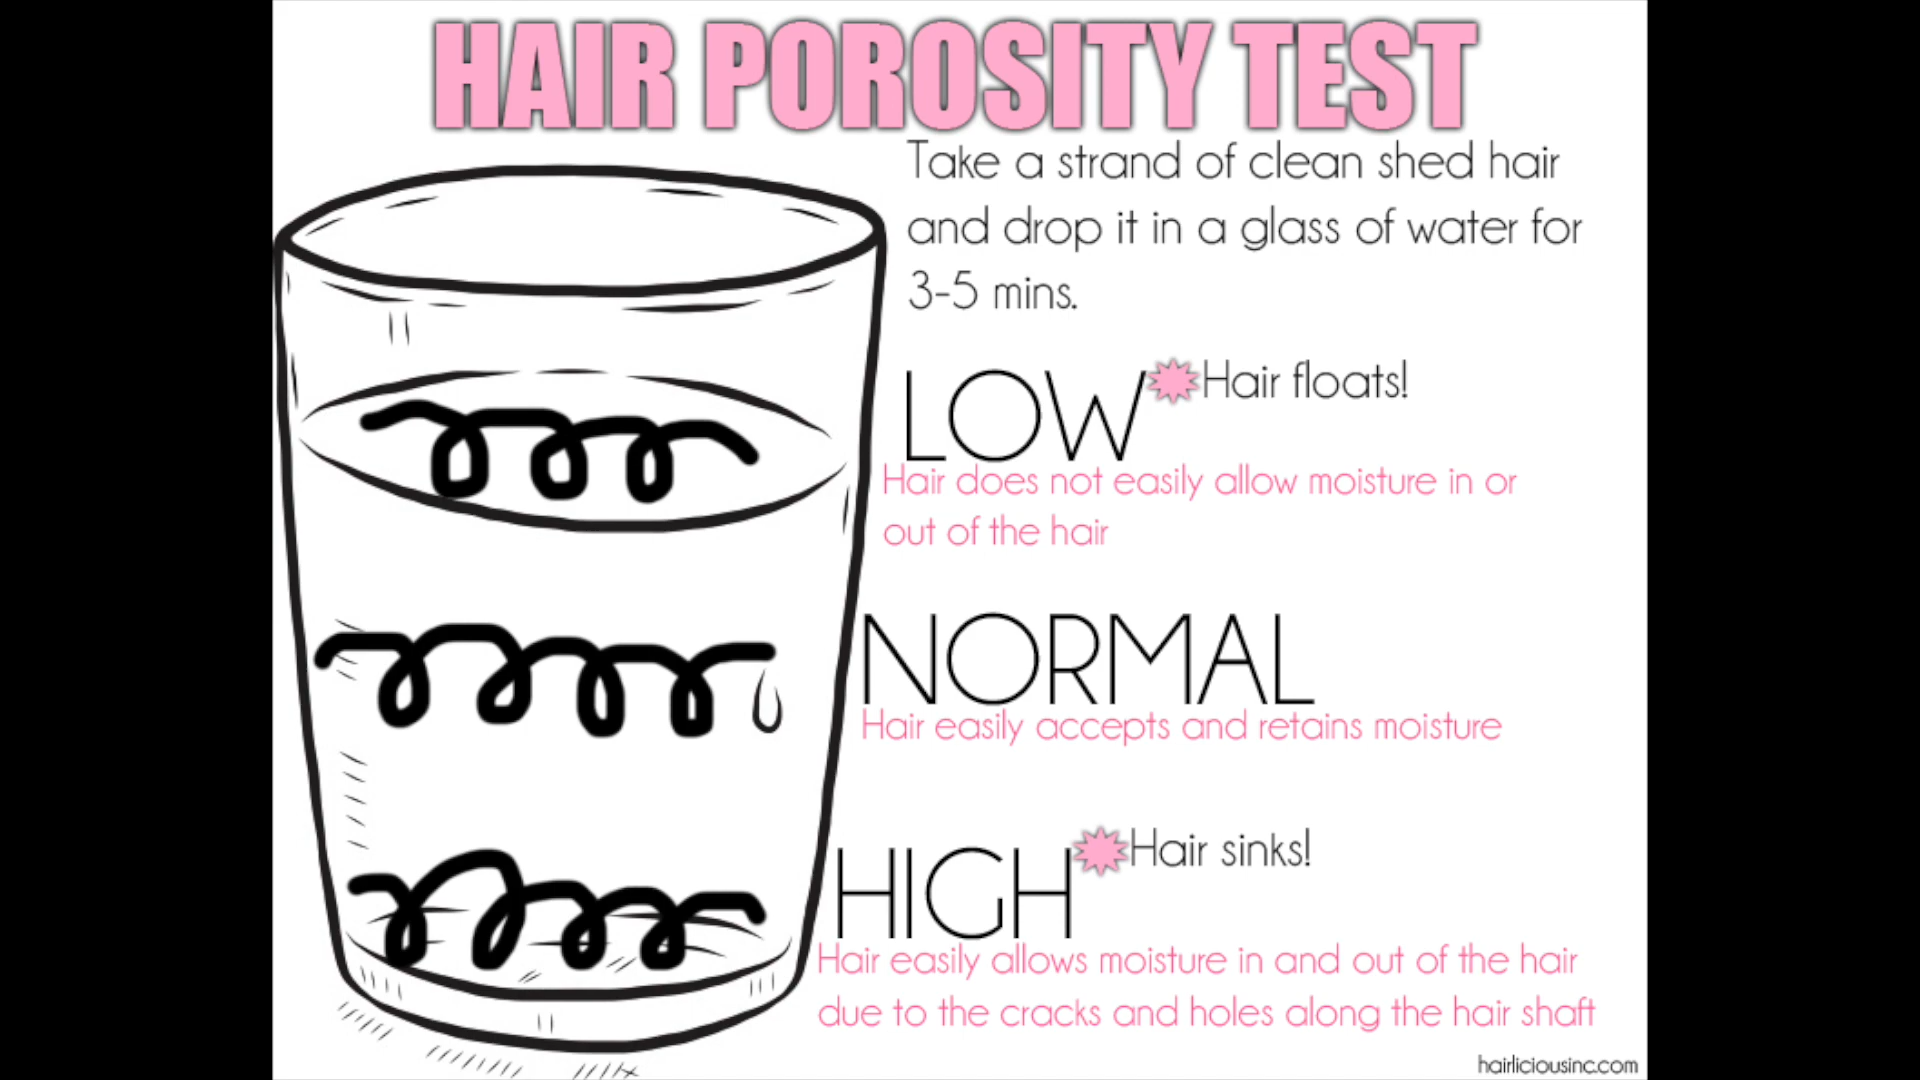 HAIR POROSITY TEST
Take a strand of clean shed hair
and drop it in a glass of water for
3-5 mins.
LOW
Hair floats!
Hair does not easily allow moisture in or
out of the hair
NORMAL
Hair easily accepts and retains moisture
HIGH
Hair sinks!
Hair easily allows moisture in and out of the hair
due to the cracks and holes along the hair shaft
hairliciousinc.com